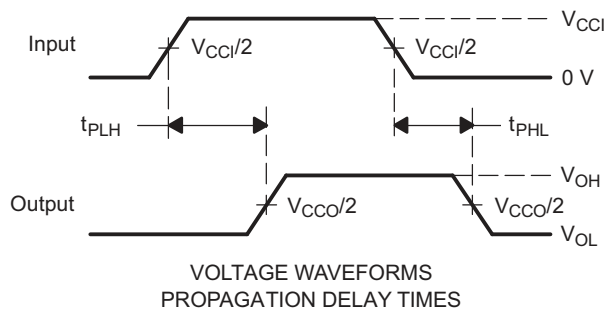 V_CCI
Input
V_CCI/2
V_CCI/2
0 V
t_PLH
t_PHL
V_OH
Output
V_CCO/2
V_CCO/2
V_OL
VOLTAGE WAVEFORMS
PROPAGATION DELAY TIMES